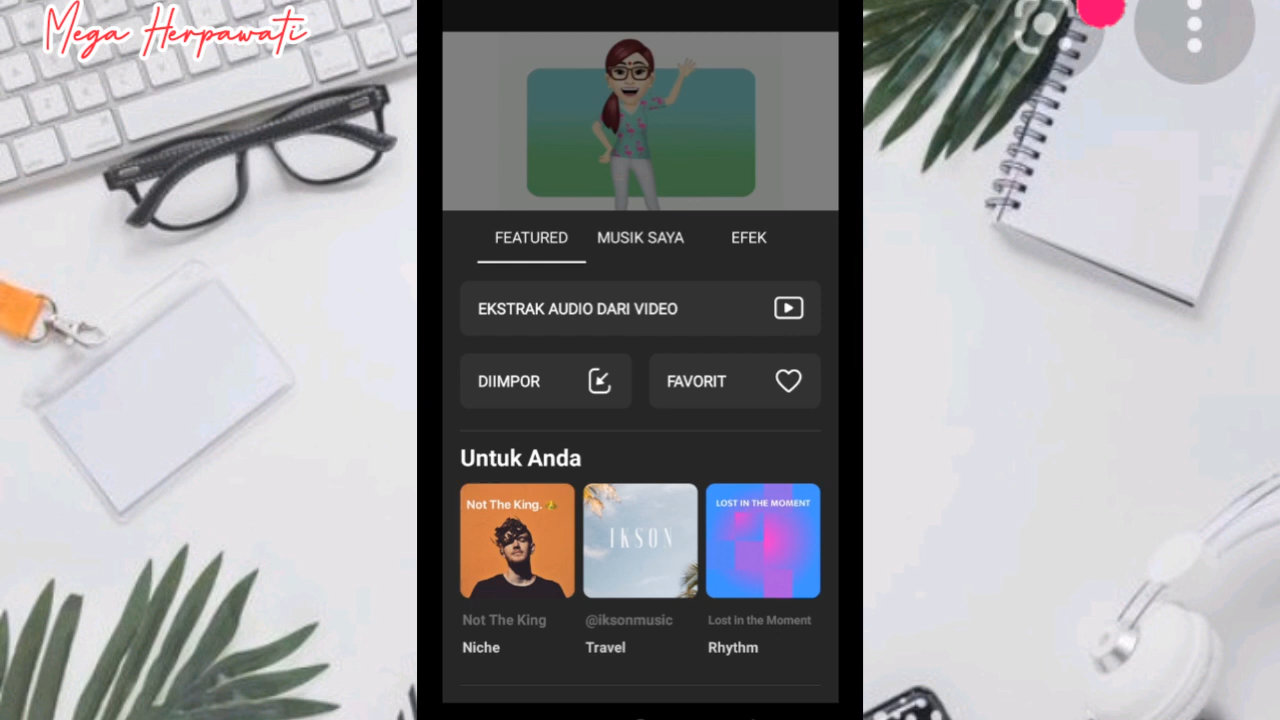 Mega Herpawati
FEATURED MUSIK SAYA EFEK
EKSTRAK AUDIO DARI VIDEO
DIIMPOR FAVORIT
Untuk Anda
Not The King. IKSON LOST IN THE MOMENT
Not The King @iksonmusic Lost in the Moment
Niche Travel Rhythm